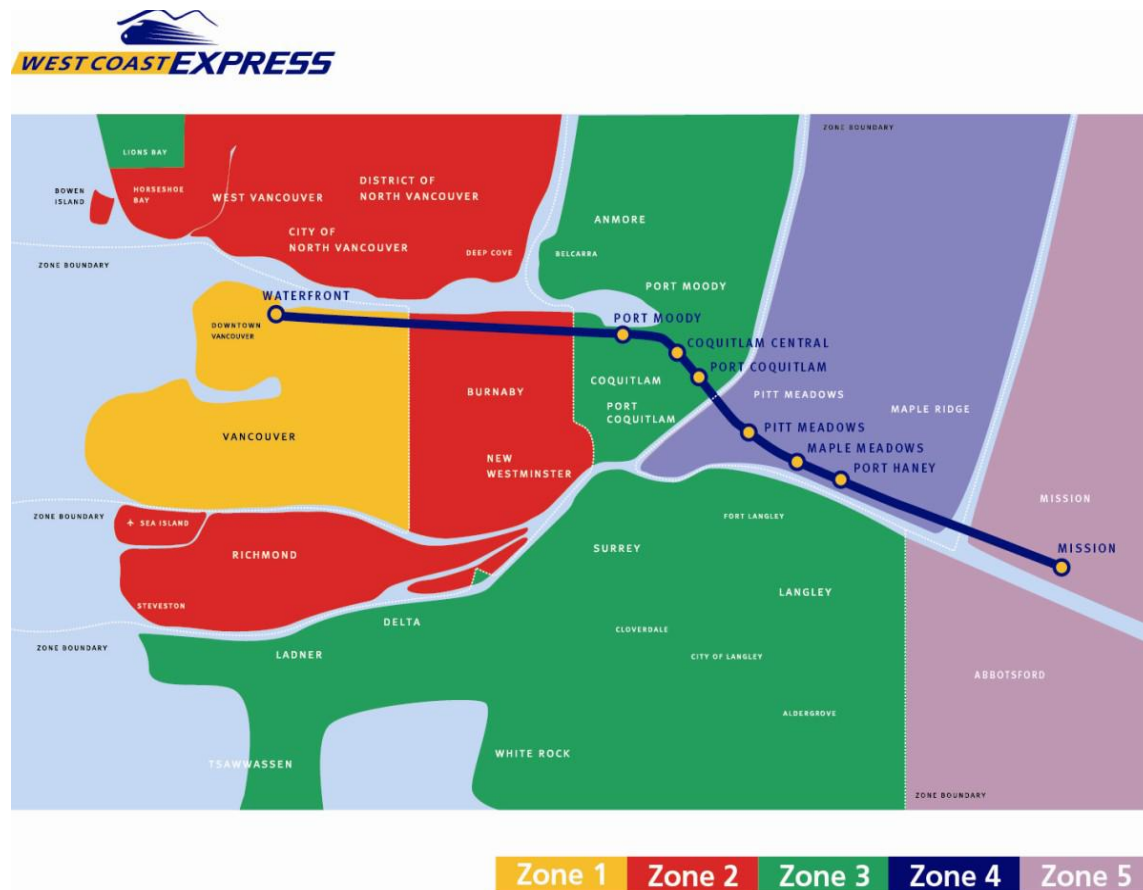 WEST COAST EXPRESS
ZONE BOUNDARY
LIONS BAY
BOWEN
ISLAND
HORSESHOE
BAY
WEST VANCOUVER
DISTRICT OF
NORTH VANCOUVER
CITY OF
NORTH VANCOUVER
DEEP COVE
ANMORE
BELCARRA
PORT MOODY
ZONE BOUNDARY
WATERFRONT
DOWNTOWN
VANCOUVER
PORT MOODY
COQUITLAM CENTRAL
PORT COQUITLAM
COQUITLAM
PORT
COQUITLAM
BURNABY
PITT MEADOWS
MAPLE RIDGE
VANCOUVER
NEW
WESTMINSTER
PITT MEADOWS
MAPLE MEADOWS
PORT HANEY
MISSION
ZONE BOUNDARY
SEA ISLAND
FORT LANGLEY
RICHMOND
SURREY
MISSION
LANGLEY
STEVESTON
DELTA
CLOVERDALE
ZONE BOUNDARY
LADNER
CITY OF LANGLEY
ABBOTSFORD
ALDERGROVE
TSAWWASSEN
WHITE ROCK
ZONE BOUNDARY
Zone 1 Zone 2 Zone 3 Zone 4 Zone 5